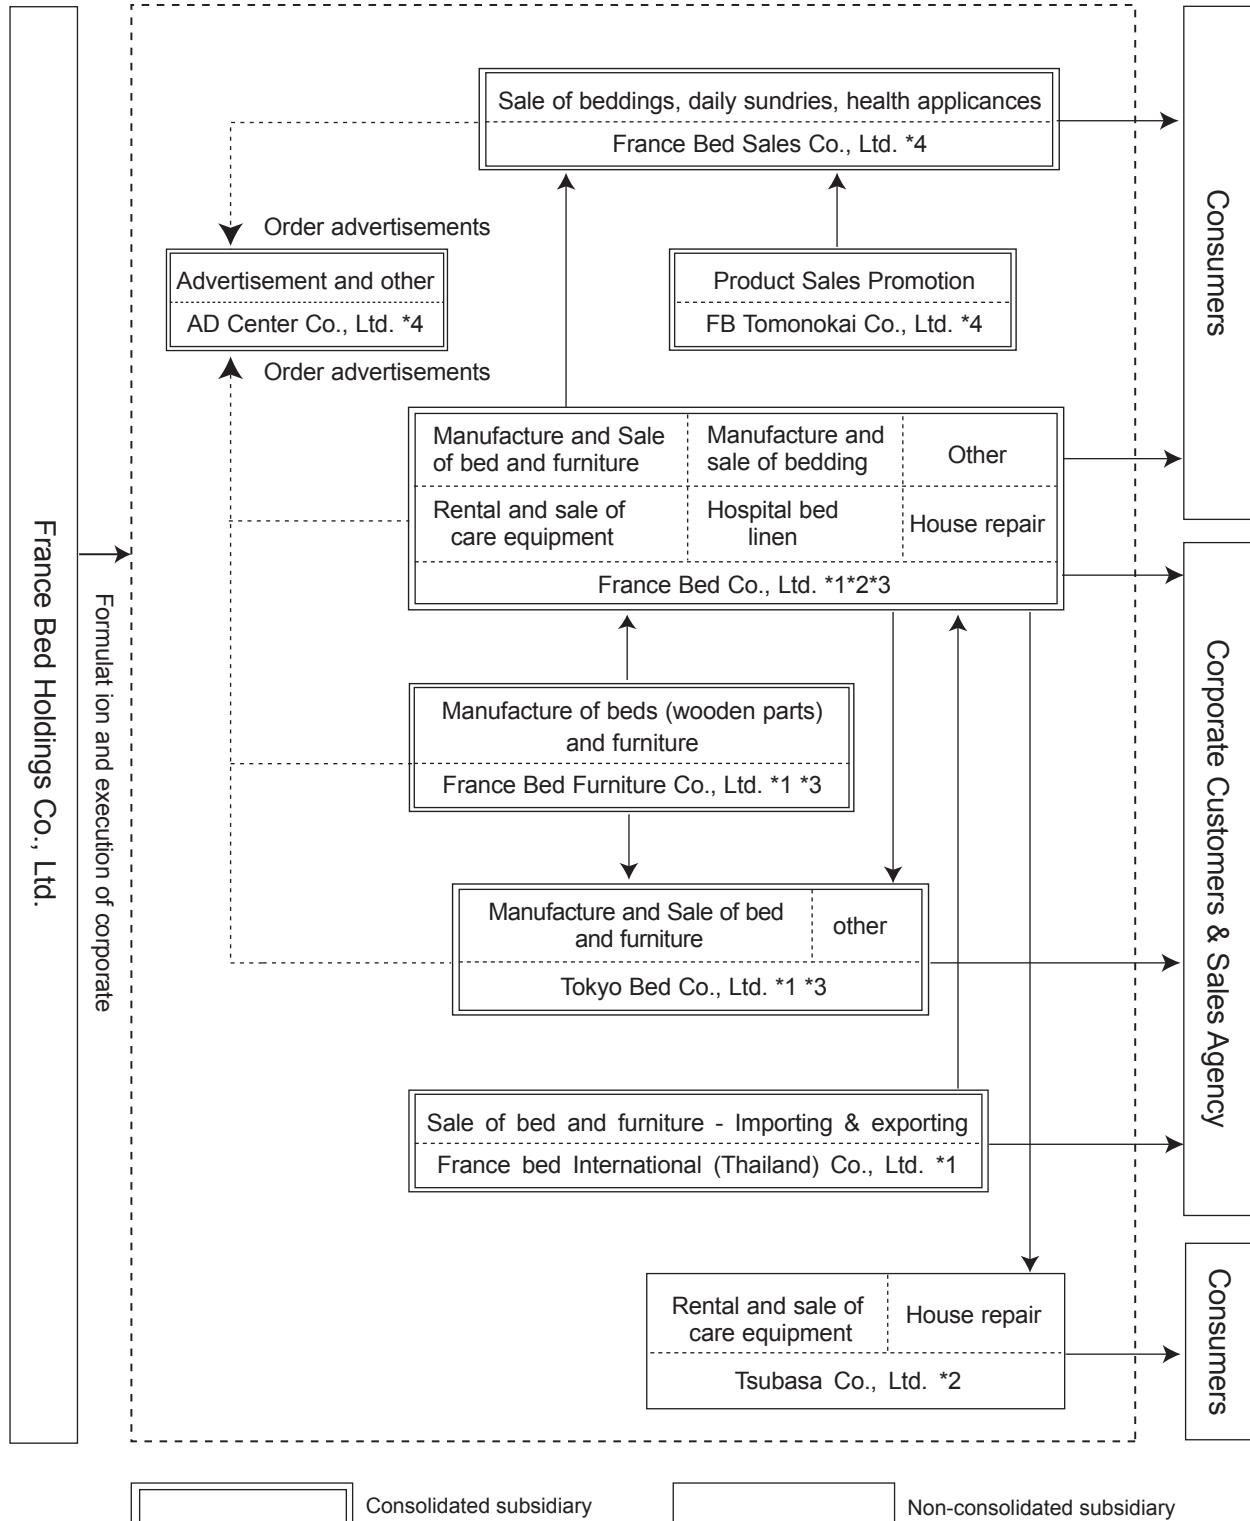 France Bed Holdings Co., Ltd.
Formulat ion and execution of corporate
Sale of beddings, daily sundries, health applicances
France Bed Sales Co., Ltd. *4
Order advertisements
Advertisement and other
AD Center Co., Ltd. *4
Order advertisements
Product Sales Promotion
FB Tomonokai Co., Ltd. *4
Manufacture and Sale
of bed and furniture
Manufacture and
sale of bedding
Other
Rental and sale of
care equipment
Hospital bed
linen
House repair
France Bed Co., Ltd. *1*2*3
Manufacture of beds (wooden parts)
and furniture
France Bed Furniture Co., Ltd. *1 *3
Manufacture and Sale of bed
and furniture
other
Tokyo Bed Co., Ltd. *1 *3
Sale of bed and furniture - Importing & exporting
France bed International (Thailand) Co., Ltd. *1
Rental and sale of
care equipment
House repair
Tsubasa Co., Ltd. *2
Consumers
Corporate Customers & Sales Agency
Consumers
Consolidated subsidiary
Non-consolidated subsidiary